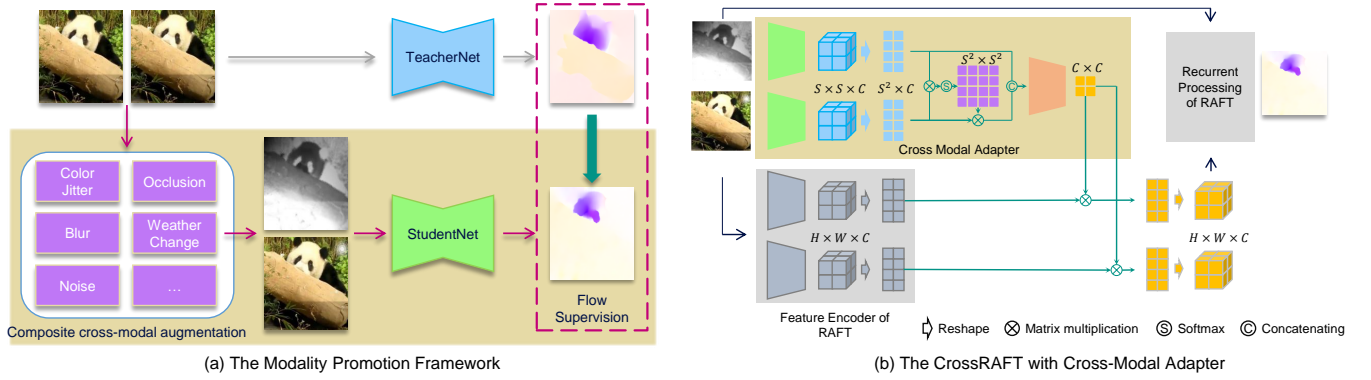 TeacherNet
Color
Jitter
Occlusion
Blur
Weather
Change
Noise
...
Composite cross-modal augmentation
StudentNet
Flow
Supervision
(a) The Modality Promotion Framework
S × S × C
S² × C
S² × S²
C × C
S
C
Cross Modal Adapter
Recurrent
Processing
of RAFT
H × W × C
H × W × C
Feature Encoder of
RAFT
Reshape
Matrix multiplication
S Softmax
C Concatenating
(b) The CrossRAFT with Cross-Modal Adapter